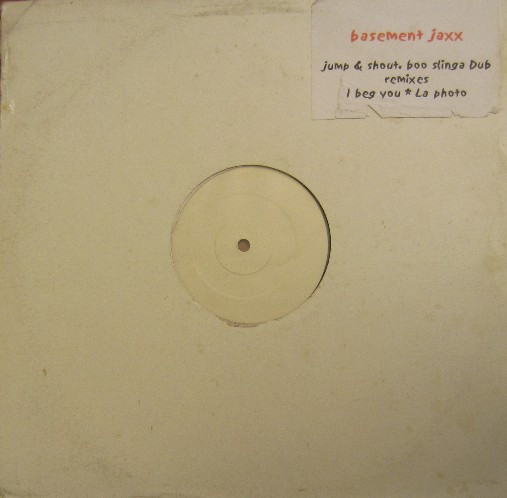 basement jaxx
jump & shout. boo slinga Dub
remixes
I beg you * La photo